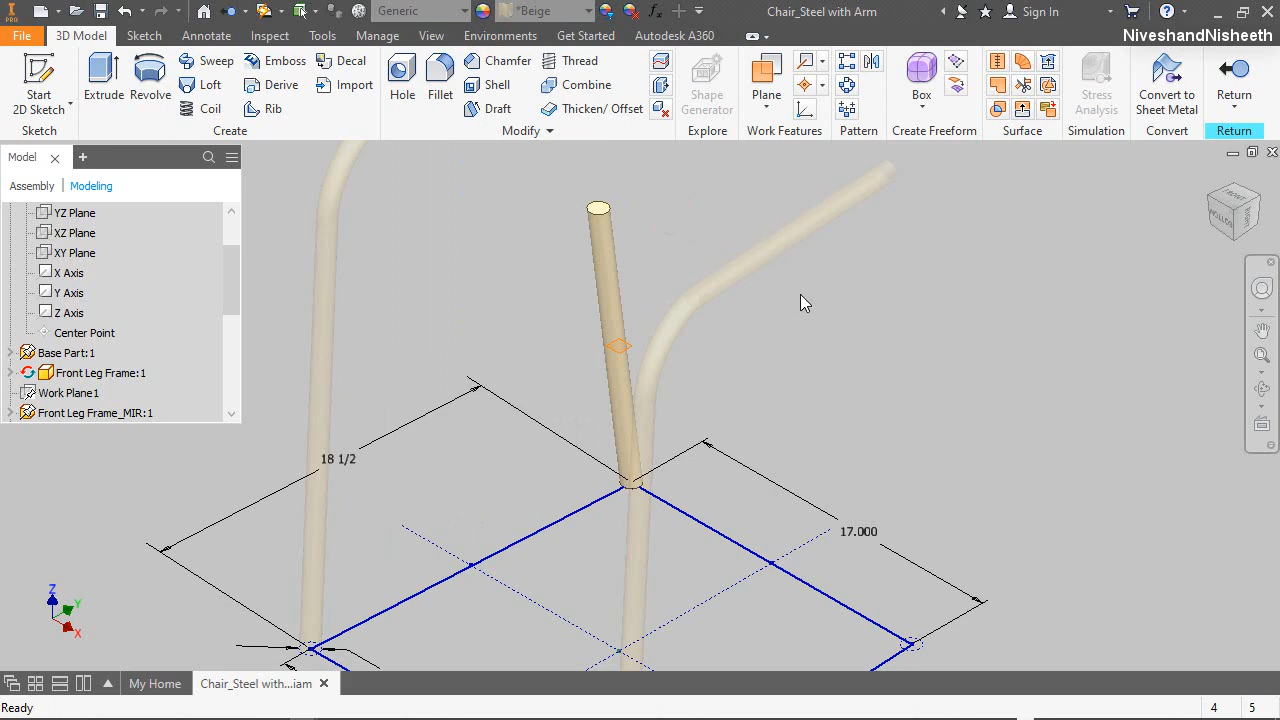 Generic
*Beige
Chair_Steel with Arm
Sign In
File
3D Model
Sketch
Annotate
Inspect
Tools
Manage
View
Environments
Get Started
Autodesk A360
NiveshandNisheeth
Start
2D Sketch
Sketch
Extrude
Revolve
Sweep
Loft
Coil
Emboss
Derive
Rib
Decal
Import
Create
Hole
Fillet
Chamfer
Shell
Draft
Thread
Combine
Thicken/ Offset
Modify
Shape
Generator
Explore
Plane
Work Features
Pattern
Box
Create Freeform
Surface
Stress
Analysis
Simulation
Convert to
Sheet Metal
Convert
Return
Return
Model
Assembly
Modeling
YZ Plane
XZ Plane
XY Plane
X Axis
Y Axis
Z Axis
Center Point
Base Part:1
Front Leg Frame:1
Work Plane1
Front Leg Frame_MIR:1
18 1/2
17.000
Z
Y
X
My Home
Chair_Steel with...iam
Ready
4
5